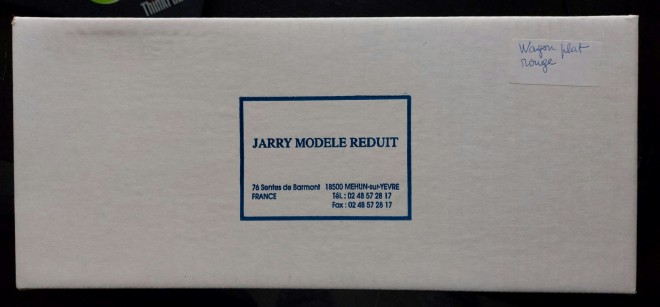 ThinkPad
Wagon plat
rouge
JARRY MODELE REDUIT
76 Sentes de Barmont 18500 MEHUN-sur-YEVRE
FRANCE Tél. : 02 48 57 28 17
Fax : 02 48 57 28 17